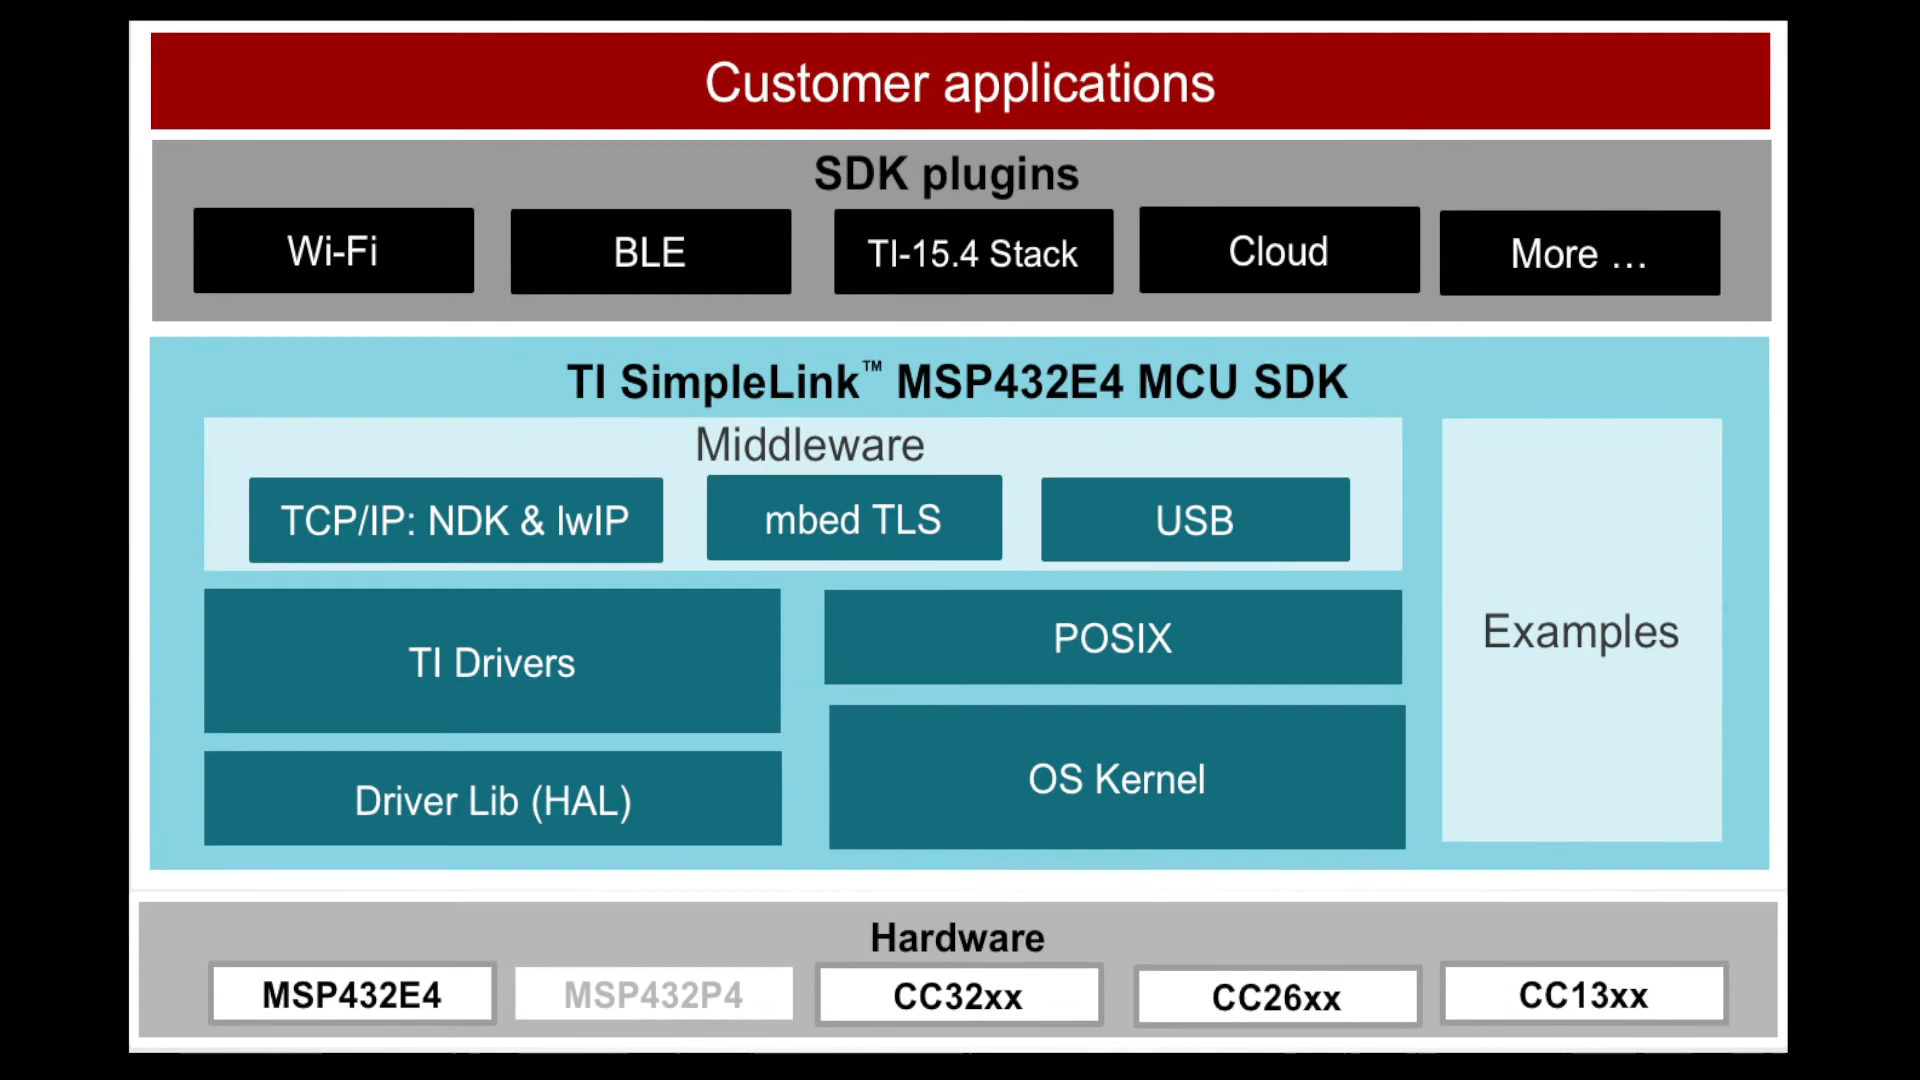 Customer applications
SDK plugins
Wi-Fi
BLE
TI-15.4 Stack
Cloud
More …
TI SimpleLink™ MSP432E4 MCU SDK
Middleware
TCP/IP: NDK & lwIP
mbed TLS
USB
TI Drivers
POSIX
Examples
Driver Lib (HAL)
OS Kernel
Hardware
MSP432E4
MSP432P4
CC32xx
CC26xx
CC13xx